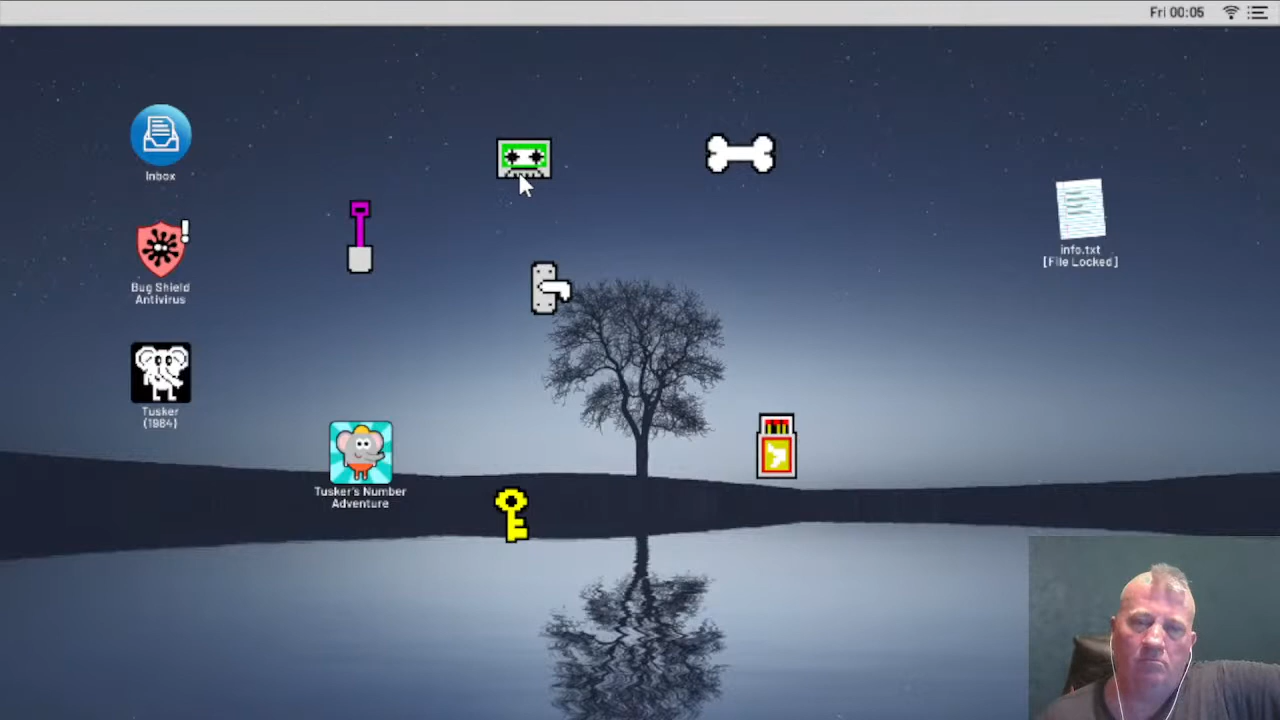 Fri 00:05
Inbox
Bug Shield
Antivirus
Tusker
(1984)
Tusker's Number
Adventure
info.txt
[File Locked]